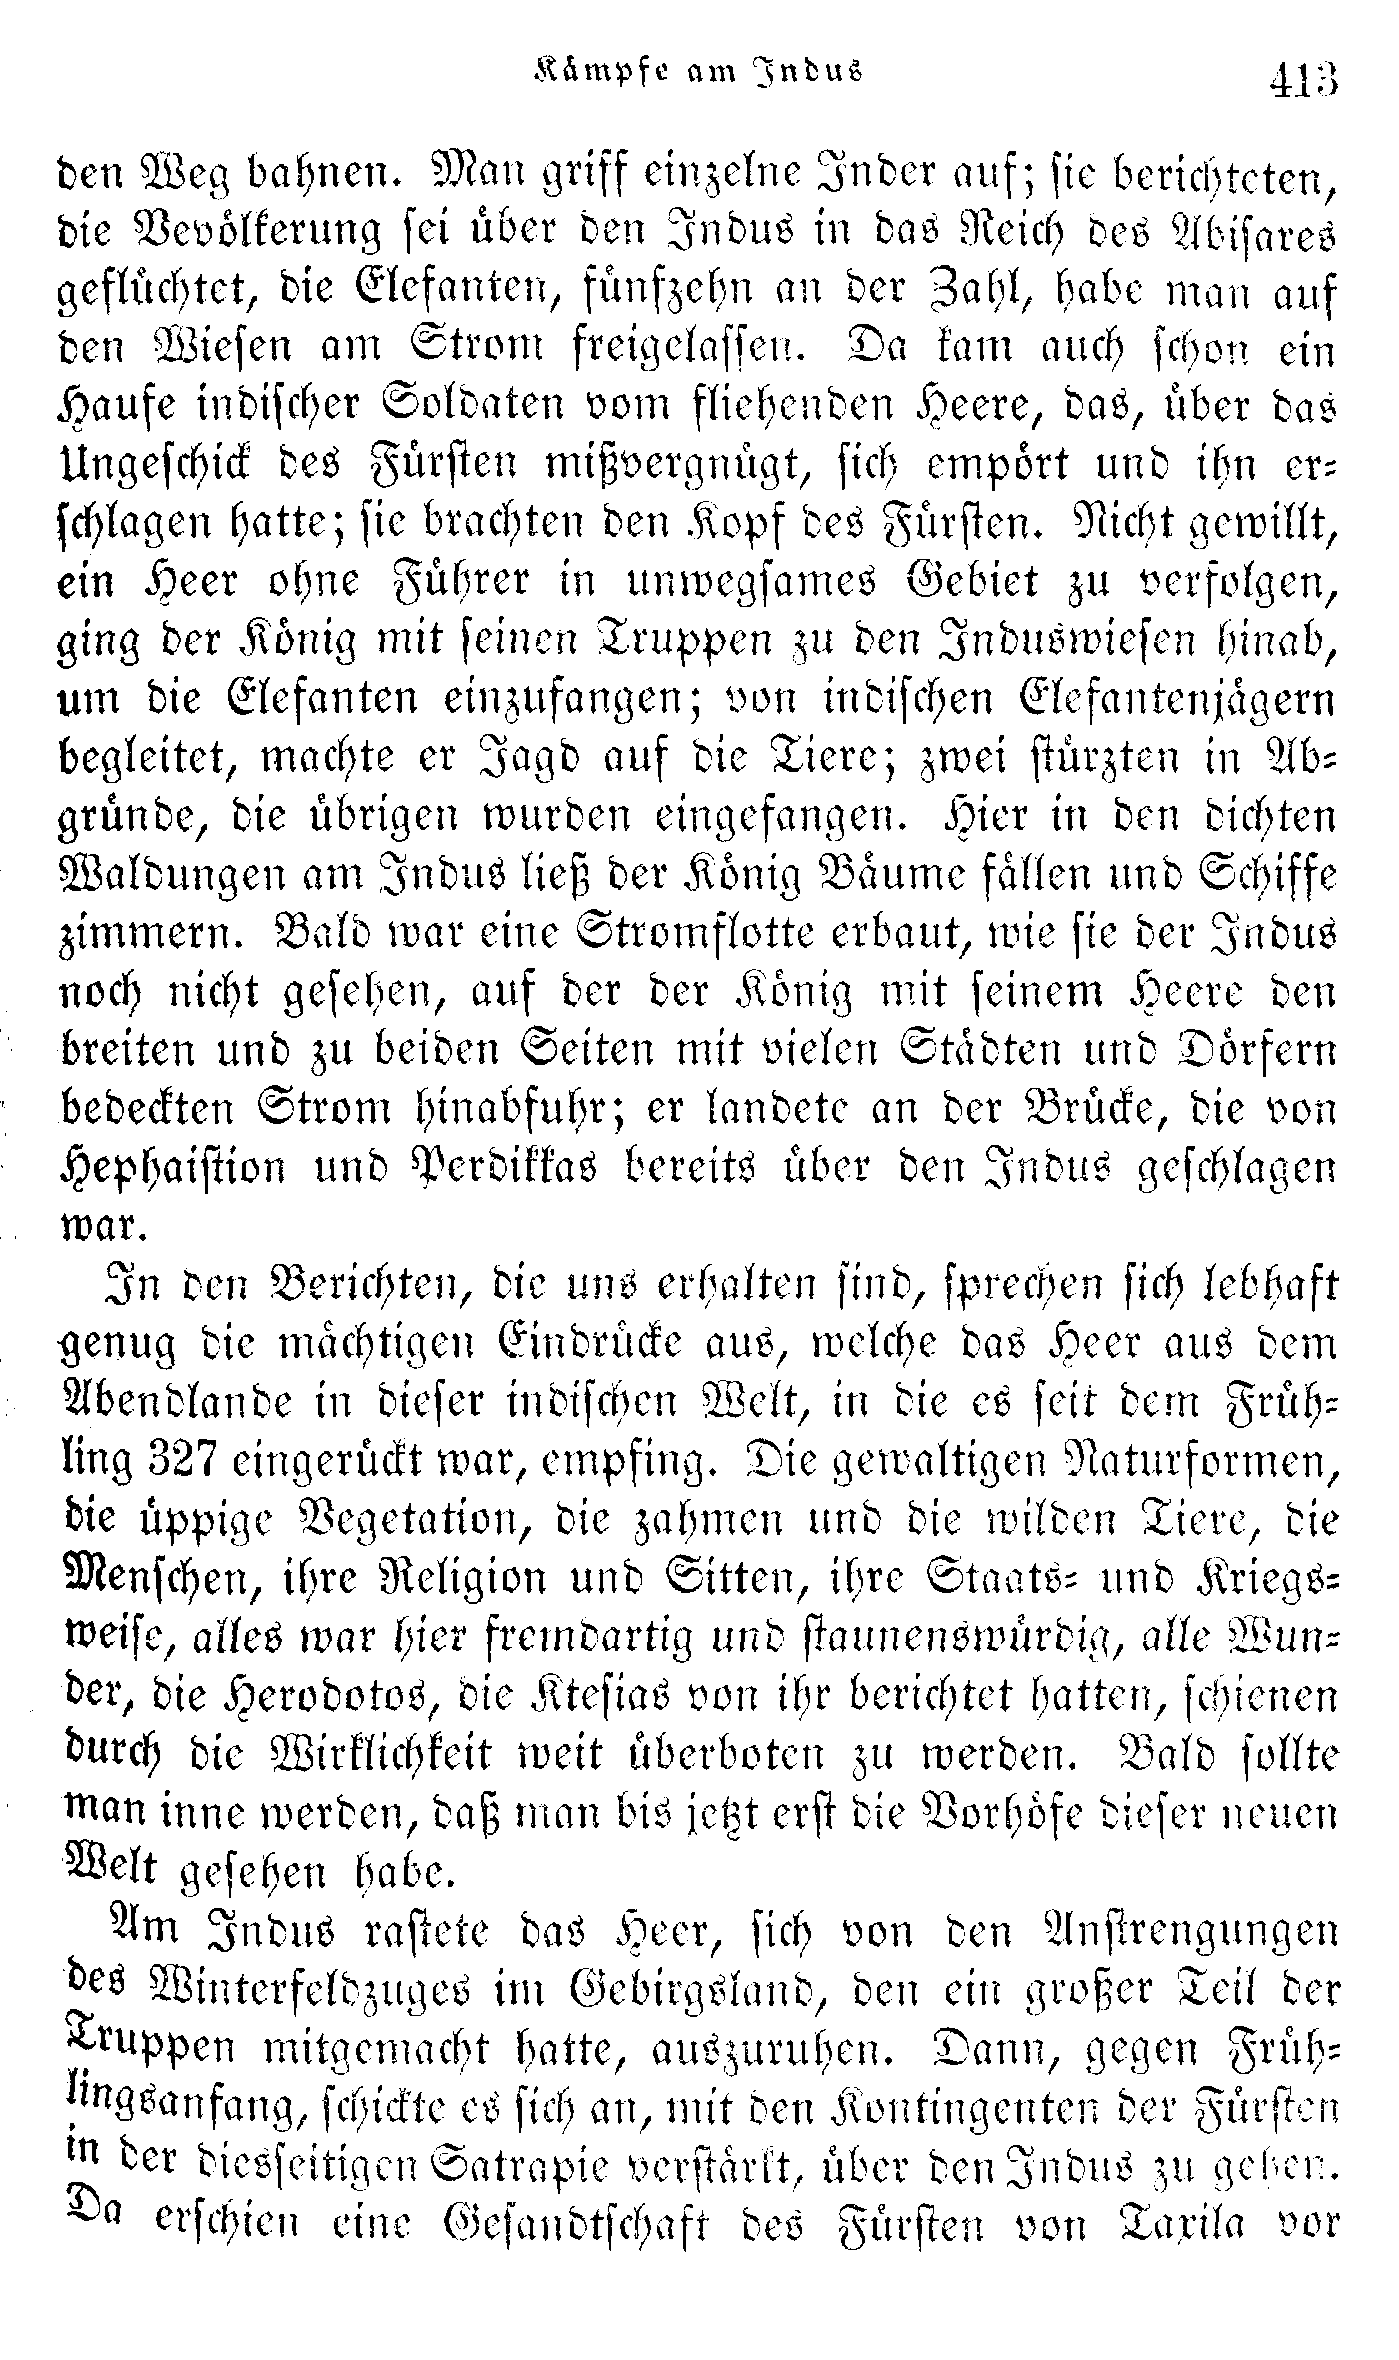 Kämpfe am Indus 413
den Weg bahnen. Man griff einzelne Inder auf; sie berichteten,
die Bevölkerung sei über den Indus in das Reich des Abisares
geflüchtet, die Elefanten, fünfzehn an der Zahl, habe man auf
den Wiesen am Strom freigelassen. Da kam auch schon ein
Haufe indischer Soldaten vom fliehenden Heere, das, über das
Ungeschick des Fürsten mißvergnügt, sich empört und ihn er-
schlagen hatte; sie brachten den Kopf des Fürsten. Nicht gewillt,
ein Heer ohne Führer in unwegsames Gebiet zu verfolgen,
ging der König mit seinen Truppen zu den Induswiesen hinab,
um die Elefanten einzufangen; von indischen Elefantenjägern
begleitet, machte er Jagd auf die Tiere; zwei stürzten in Ab-
gründe, die übrigen wurden eingefangen. Hier in den dichten
Waldungen am Indus ließ der König Bäume fällen und Schiffe
zimmern. Bald war eine Stromflotte erbaut, wie sie der Indus
noch nicht gesehen, auf der der König mit seinem Heere den
breiten und zu beiden Seiten mit vielen Städten und Dörfern
bedeckten Strom hinabfuhr; er landete an der Brücke, die von
Hephaistion und Perdikkas bereits über den Indus geschlagen
war.
In den Berichten, die uns erhalten sind, sprechen sich lebhaft
genug die mächtigen Eindrücke aus, welche das Heer aus dem
Abendlande in dieser indischen Welt, in die es seit dem Früh-
ling 327 eingerückt war, empfing. Die gewaltigen Naturformen,
die üppige Vegetation, die zahmen und die wilden Tiere, die
Menschen, ihre Religion und Sitten, ihre Staats- und Kriegs-
weise, alles war hier fremdartig und staunenswürdig, alle Wun-
der, die Herodotos, die Ktesias von ihr berichtet hatten, schienen
durch die Wirklichkeit weit überboten zu werden. Bald sollte
man inne werden, daß man bis jetzt erst die Vorhöfe dieser neuen
Welt gesehen habe.
Am Indus rastete das Heer, sich von den Anstrengungen
des Winterfeldzuges im Gebirgsland, den ein großer Teil der
Truppen mitgemacht hatte, auszuruhen. Dann, gegen Früh-
lingsanfang, schickte es sich an, mit den Kontingenten der Fürsten
in der diesseitigen Satrapie verstärkt, über den Indus zu gehen.
Da erschien eine Gesandtschaft des Fürsten von Taxila vor